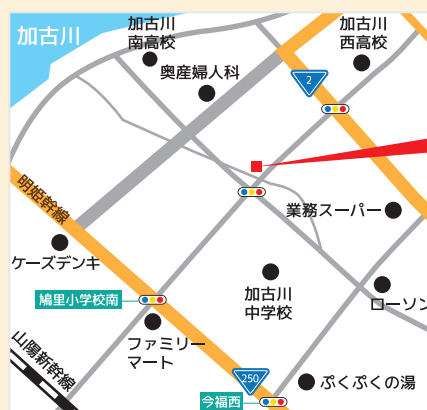 加古川
加古川
南高校
加古川
西高校
奥産婦人科
2
業務スーパー
明姫幹線
ケーズデンキ
加古川
中学校
ローソン
鳩里小学校南
ファミリー
マート
山陽新幹線
250
ぷくぷくの湯
今福西